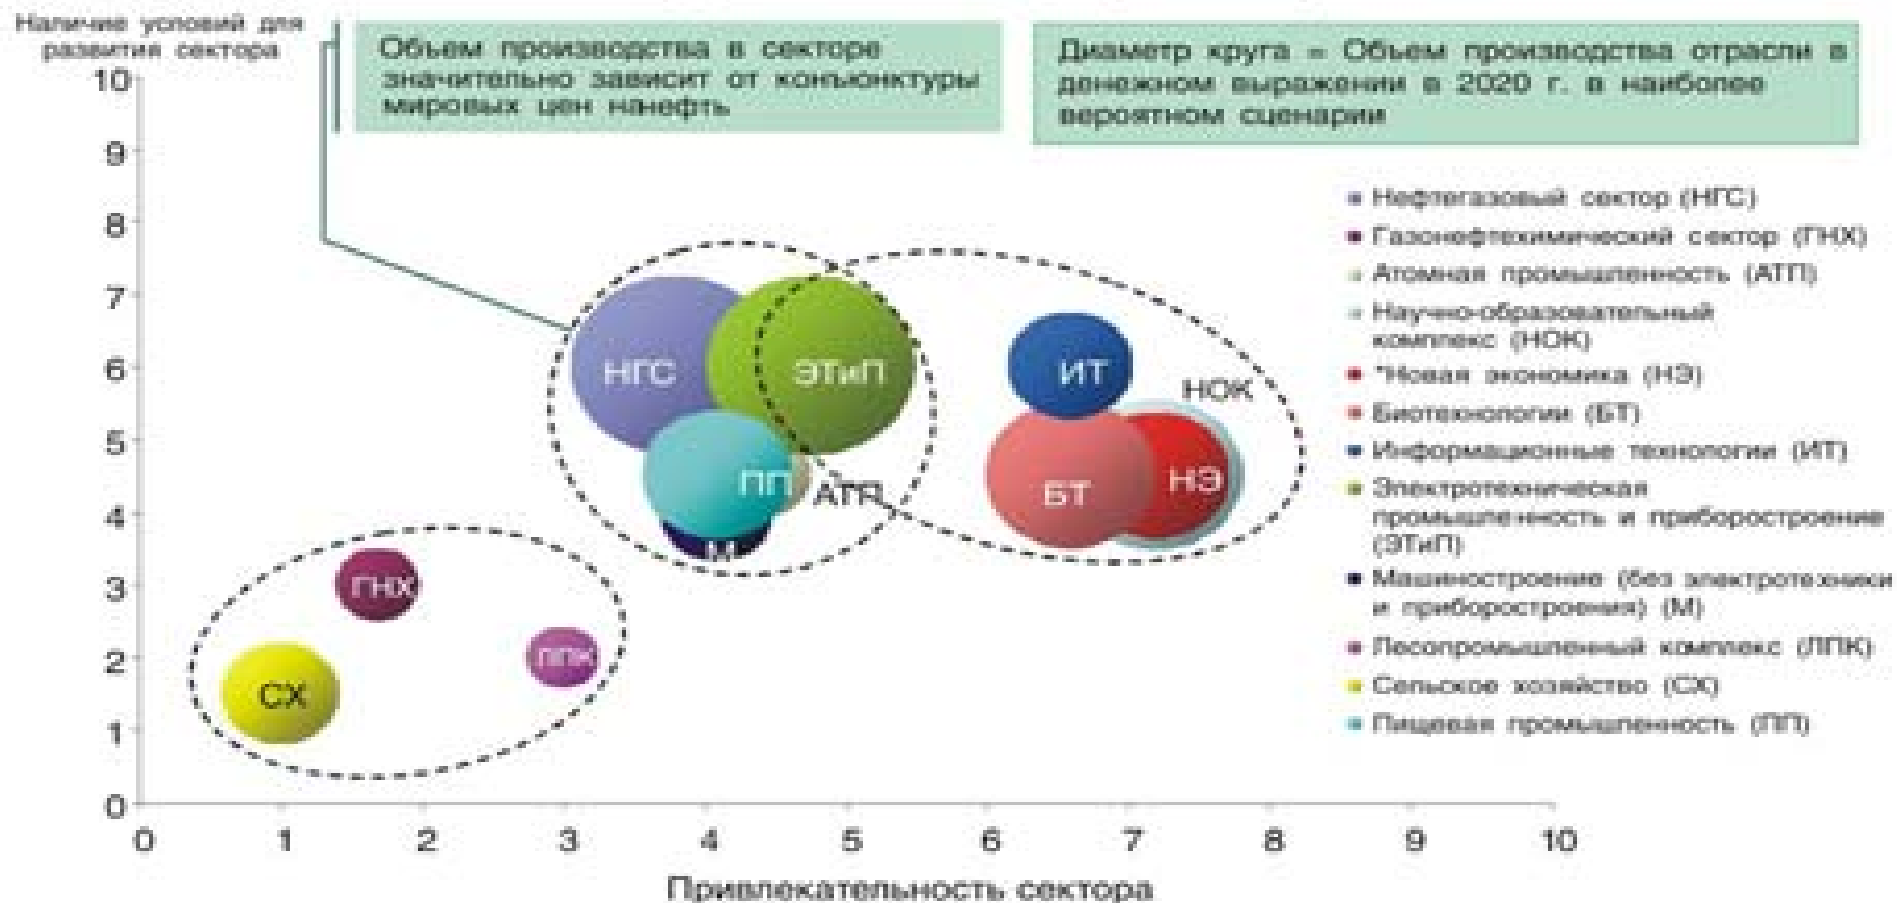 Наличие условий для
развития сектора
Объем производства в секторе
значительно зависит от конъюнктуры
мировых цен нанефть
Диаметр круга = Объем производства отрасли в
денежном выражении в 2020 г. в наиболее
вероятном сценарии
10
9
8
7
6
5
4
3
2
1
0
НГС
ЭТиП
ИТ
НОК
ПП
АТП
БТ
НЭ
М
ГНХ
ЛПК
СХ
Нефтегазовый сектор (НГС)
Газонефтехимический сектор (ГНХ)
Атомная промышленность (АТП)
Научно-образовательный
комплекс (НОК)
*Новая экономика (НЭ)
Биотехнологии (БТ)
Информационные технологии (ИТ)
Электротехническая
промышленность и приборостроение
(ЭТиП)
Машиностроение (без электротехники
и приборостроения) (М)
Лесопромышленный комплекс (ЛПК)
Сельское хозяйство (СХ)
Пищевая промышленность (ПП)
0 1 2 3 4 5 6 7 8 9 10
Привлекательность сектора